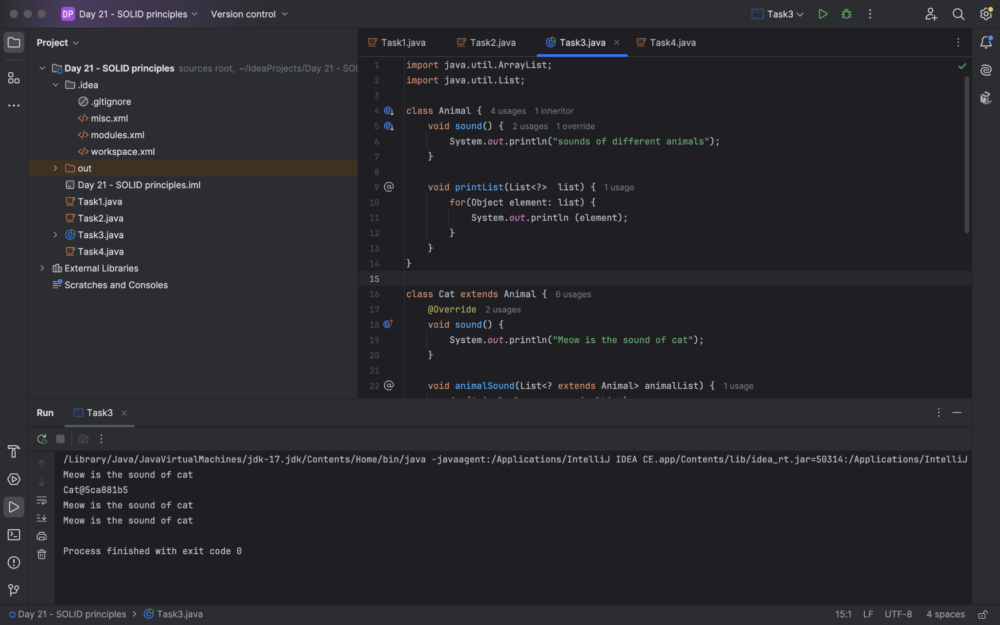 DP Day 21 - SOLID principles Version control Task3
Project
Day 21 - SOLID principles sources root, ~/IdeaProjects/Day 21 - SOL
.idea
.gitignore
misc.xml
modules.xml
workspace.xml
out
Day 21 - SOLID principles.iml
Task1.java
Task2.java
Task3.java
Task4.java
External Libraries
Scratches and Consoles
Task1.java Task2.java Task3.java Task4.java
1 import java.util.ArrayList;
2 import java.util.List;
3
4 class Animal { 4 usages 1 inheritor
5 void sound() { 2 usages 1 override
6 System.out.println("sounds of different animals");
7 }
8
9 void printList(List<?>  list) { 1 usage
10 for(Object element: list) {
11 System.out.println (element);
12 }
13 }
14 }
15
16 class Cat extends Animal { 6 usages
17 @Override 2 usages
18 void sound() {
19 System.out.println("Meow is the sound of cat");
20 }
21
22 void animalSound(List<? extends Animal> animalList) { 1 usage
Run Task3
/Library/Java/JavaVirtualMachines/jdk-17.jdk/Contents/Home/bin/java -javaagent:/Applications/IntelliJ IDEA CE.app/Contents/lib/idea_rt.jar=50314:/Applications/IntelliJ
Meow is the sound of cat
Cat@5ca881b5
Meow is the sound of cat
Meow is the sound of cat
Process finished with exit code 0
Day 21 - SOLID principles > Task3.java 15:1 LF UTF-8 4 spaces